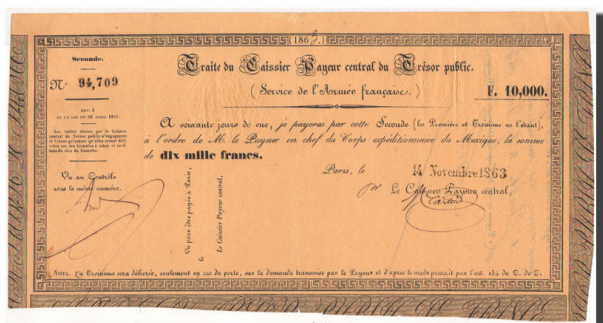 186
Seconde.
N° 94,709
Traite du Caissier Payeur central du Trésor public.
(Service de l'Armée française.)
F. 10,000.
A soixante jours de vue, je payerai par cette Seconde (la Première et Troisième ne l'étant),
à l'ordre de M. le Payeur en chef du Corps expéditionnaire du Mexique, la somme
de dix mille francs.
Vu au Contrôle
sous le même numéro,
Vu pour être payée à Paris,
Le Caissier Payeur central,
Paris, le 14 Novembre 1863
Le Caissier Payeur central,
NOTA. La Troisième sera délivrée, seulement en cas de perte, sur la demande transmise par le Payeur et d'après le mode prescrit par l'art.